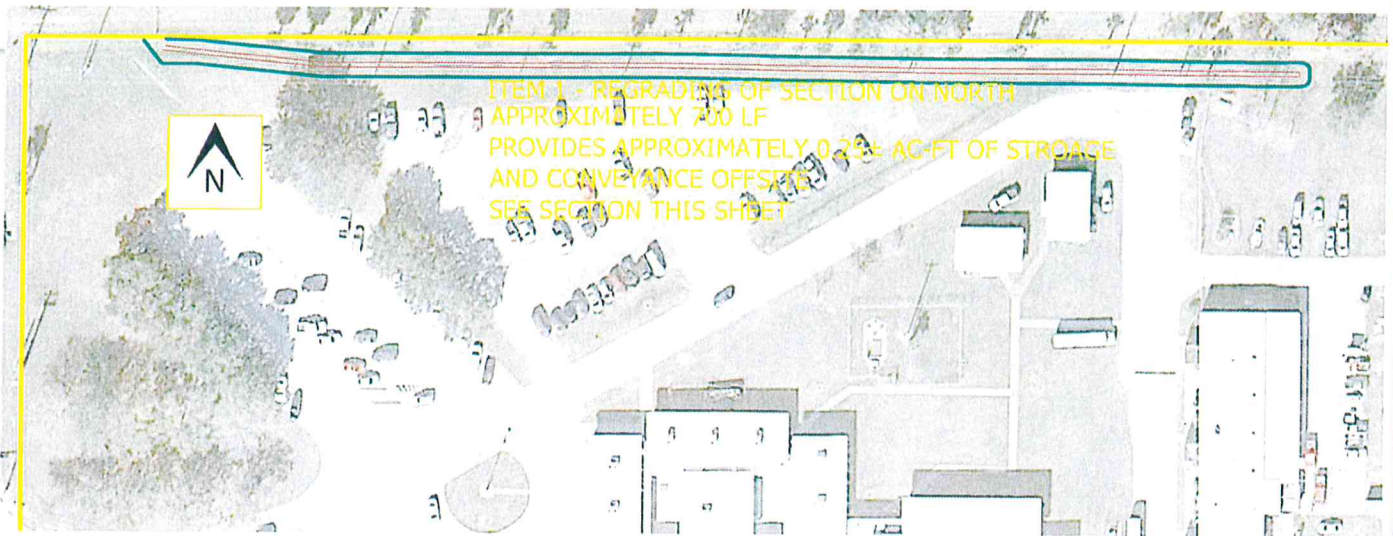 N
ITEM 1 - REGRADING OF SECTION ON NORTH
APPROXIMATELY 700 LF
PROVIDES APPROXIMATELY 0.25± AC-FT OF STROAGE
AND CONVEYANCE OFFSITE
SEE SECTION THIS SHEET